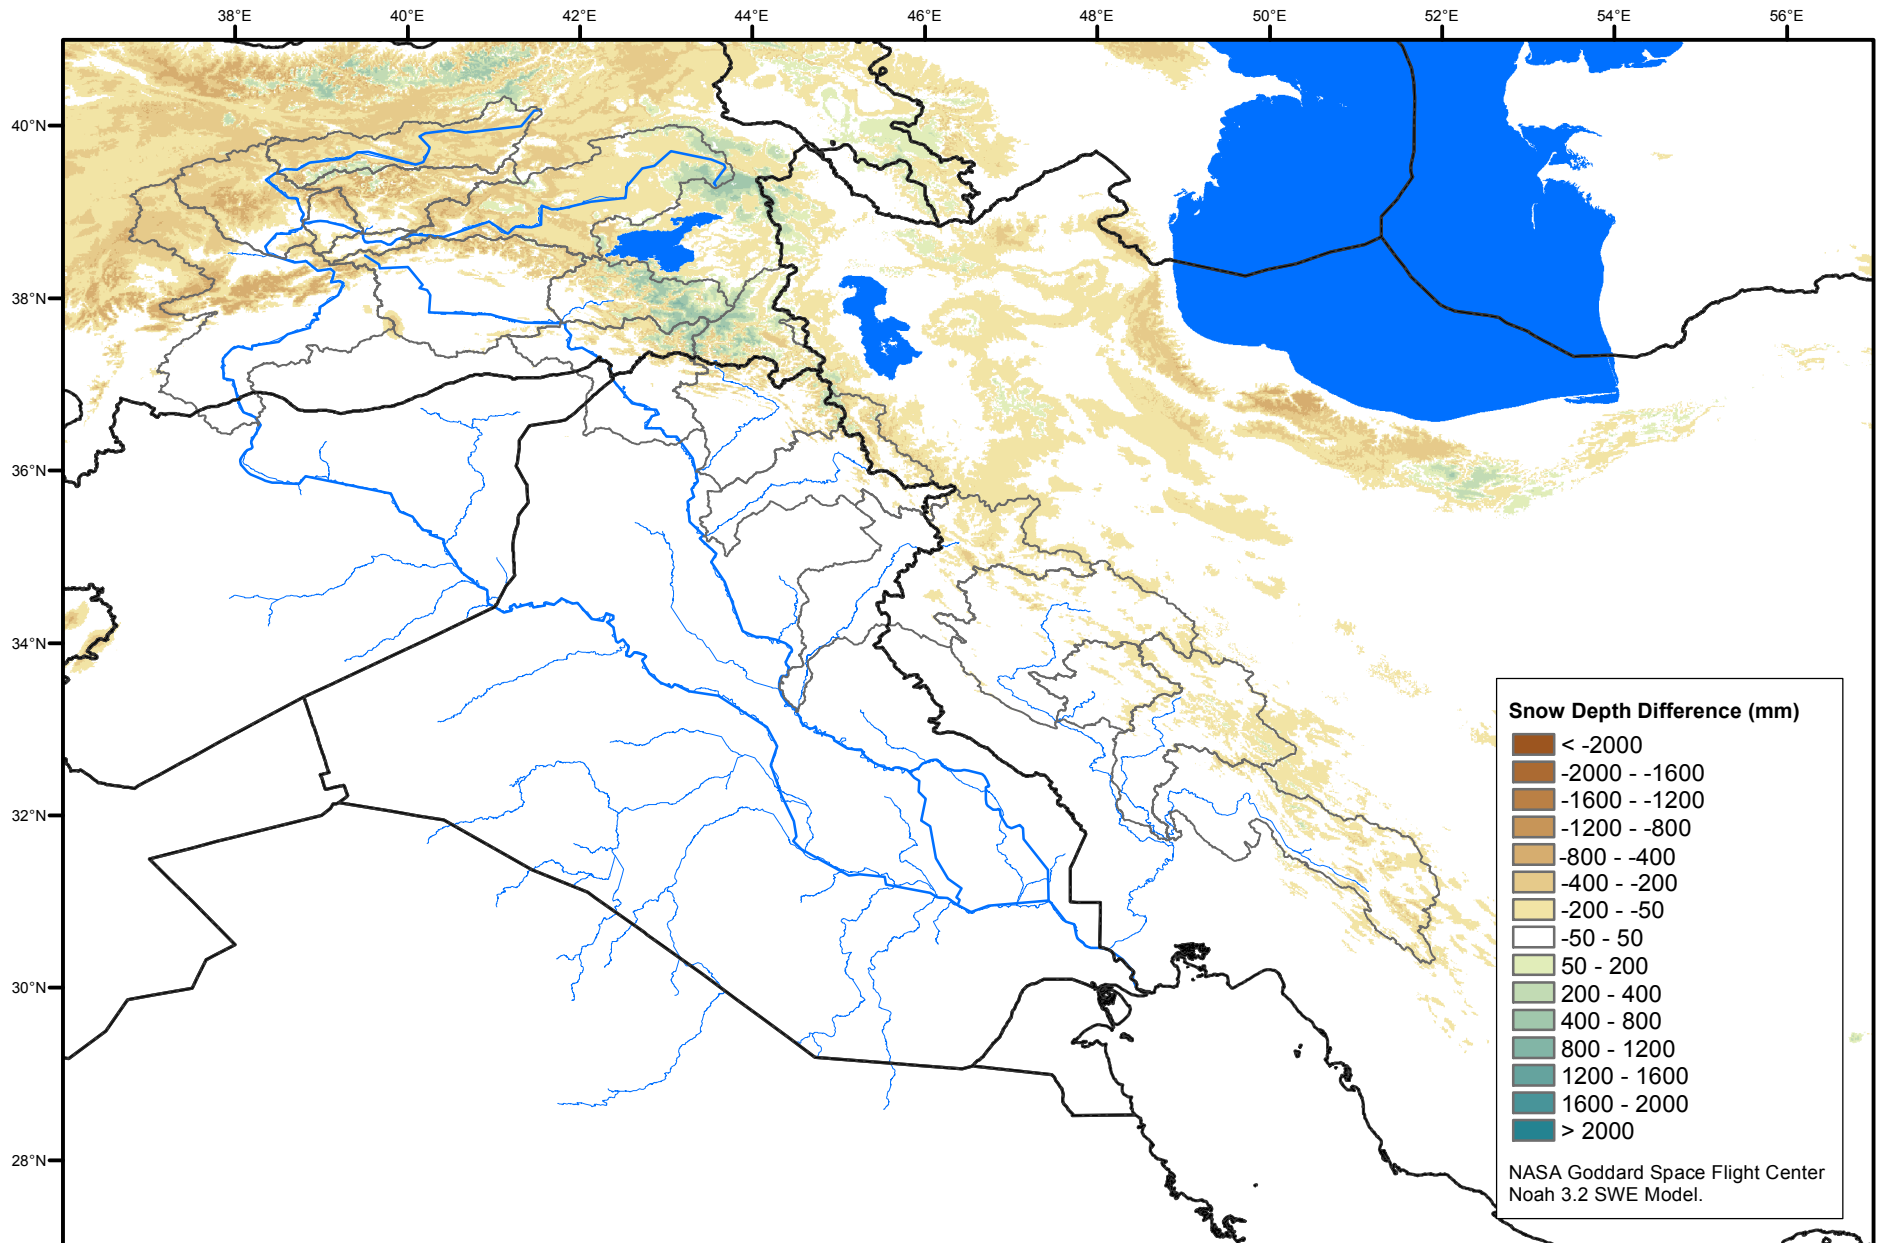 38°E 40°E 42°E 44°E 46°E 48°E 50°E 52°E 54°E 56°E
40°N
38°N
36°N
34°N
32°N
30°N
28°N
Snow Depth Difference (mm)
< -2000
-2000 - -1600
-1600 - -1200
-1200 - -800
-800 - -400
-400 - -200
-200 - -50
-50 - 50
50 - 200
200 - 400
400 - 800
800 - 1200
1200 - 1600
1600 - 2000
> 2000
NASA Goddard Space Flight Center
Noah 3.2 SWE Model.